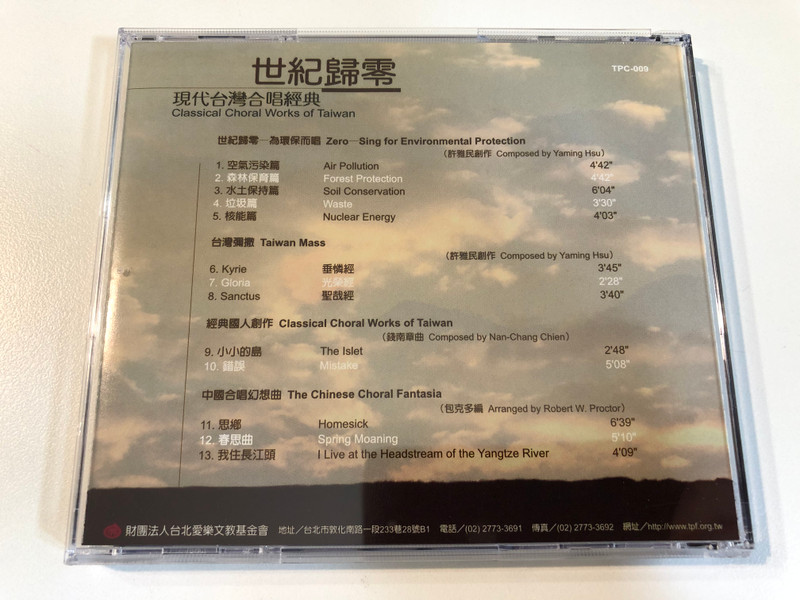 世紀歸零
TPC-009
現代台灣合唱經典
Classical Choral Works of Taiwan
世紀歸零—為環保而唱 Zero—Sing for Environmental Protection
（許雅民創作 Composed by Yaming Hsu）
1. 空氣污染篇 Air Pollution 4'42"
2. 森林保育篇 Forest Protection 4'42"
3. 水土保持篇 Soil Conservation 6'04"
4. 垃圾篇 Waste 3'30"
5. 核能篇 Nuclear Energy 4'03"
台灣彌撒 Taiwan Mass
（許雅民創作 Composed by Yaming Hsu）
6. Kyrie 垂憐經 3'45"
7. Gloria 光榮經 2'28"
8. Sanctus 聖哉經 3'40"
經典國人創作 Classical Choral Works of Taiwan
（錢南章曲 Composed by Nan-Chang Chien）
9. 小小的島 The Islet 2'48"
10. 錯誤 Mistake 5'08"
中國合唱幻想曲 The Chinese Choral Fantasia
（包克多編 Arranged by Robert W. Proctor）
11. 思鄉 Homesick 6'39"
12. 春思曲 Spring Moaning 5'10"
13. 我住長江頭 I Live at the Headstream of the Yangtze River 4'09"
財團法人台北愛樂文教基金會 地址／台北市敦化南路一段233巷28號B1 電話／(02) 2773-3691 傳真／(02) 2773-3692 網址／http://www.tpf.org.tw